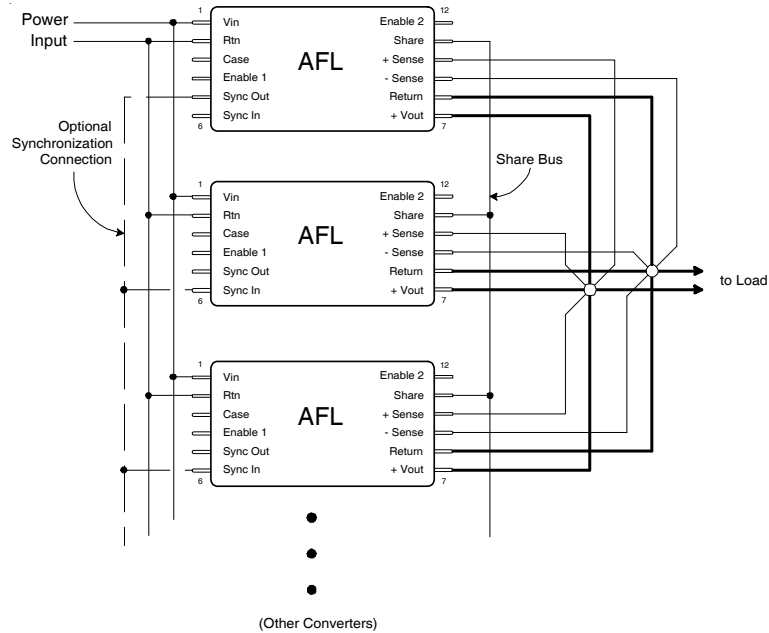 Power
Input
1 12
Vin Enable 2
Rtn Share
Case AFL + Sense
Enable 1 - Sense
Sync Out Return
Sync In + Vout
6 7
Optional
Synchronization
Connection
Share Bus
1 12
Vin Enable 2
Rtn Share
Case AFL + Sense
Enable 1 - Sense
Sync Out Return
Sync In + Vout
6 7
to Load
1 12
Vin Enable 2
Rtn Share
Case AFL + Sense
Enable 1 - Sense
Sync Out Return
Sync In + Vout
6 7
(Other Converters)